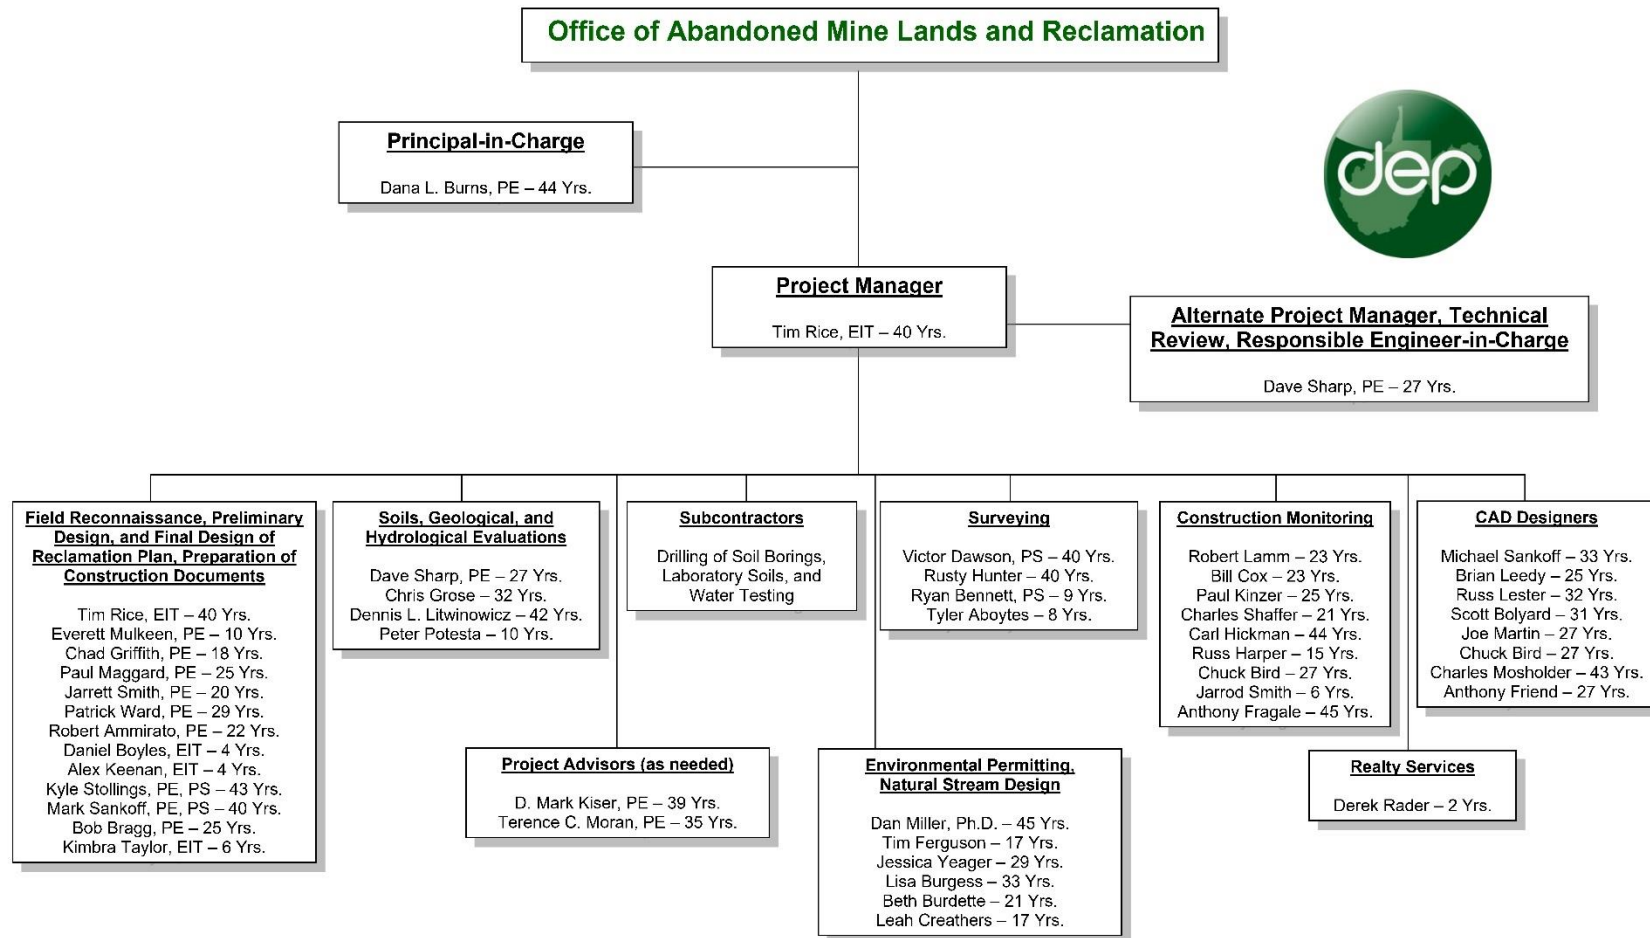 Office of Abandoned Mine Lands and Reclamation
Principal-in-Charge
Dana L. Burns, PE – 44 Yrs.
dep
Project Manager
Tim Rice, EIT – 40 Yrs.
Alternate Project Manager, Technical
Review, Responsible Engineer-in-Charge
Dave Sharp, PE – 27 Yrs.
Field Reconnaissance, Preliminary
Design, and Final Design of
Reclamation Plan, Preparation of
Construction Documents
Tim Rice, EIT – 40 Yrs.
Everett Mulkeen, PE – 10 Yrs.
Chad Griffith, PE – 18 Yrs.
Paul Maggard, PE – 25 Yrs.
Jarrett Smith, PE – 20 Yrs.
Patrick Ward, PE – 29 Yrs.
Robert Ammirato, PE – 22 Yrs.
Daniel Boyles, EIT – 4 Yrs.
Alex Keenan, EIT – 4 Yrs.
Kyle Stollings, PE, PS – 43 Yrs.
Mark Sankoff, PE, PS – 40 Yrs.
Bob Bragg, PE – 25 Yrs.
Kimbra Taylor, EIT – 6 Yrs.
Soils, Geological, and
Hydrological Evaluations
Dave Sharp, PE – 27 Yrs.
Chris Grose – 32 Yrs.
Dennis L. Litwinowicz – 42 Yrs.
Peter Potesta – 10 Yrs.
Subcontractors
Drilling of Soil Borings,
Laboratory Soils, and
Water Testing
Surveying
Victor Dawson, PS – 40 Yrs.
Rusty Hunter – 40 Yrs.
Ryan Bennett, PS – 9 Yrs.
Tyler Aboytes – 8 Yrs.
Construction Monitoring
Robert Lamm – 23 Yrs.
Bill Cox – 23 Yrs.
Paul Kinzer – 25 Yrs.
Charles Shaffer – 21 Yrs.
Carl Hickman – 44 Yrs.
Russ Harper – 15 Yrs.
Chuck Bird – 27 Yrs.
Jarrod Smith – 6 Yrs.
Anthony Fragale – 45 Yrs.
CAD Designers
Michael Sankoff – 33 Yrs.
Brian Leedy – 25 Yrs.
Russ Lester – 32 Yrs.
Scott Bolyard – 31 Yrs.
Joe Martin – 27 Yrs.
Chuck Bird – 27 Yrs.
Charles Mosholder – 43 Yrs.
Anthony Friend – 27 Yrs.
Project Advisors (as needed)
D. Mark Kiser, PE – 39 Yrs.
Terence C. Moran, PE – 35 Yrs.
Environmental Permitting,
Natural Stream Design
Dan Miller, Ph.D. – 45 Yrs.
Tim Ferguson – 17 Yrs.
Jessica Yeager – 29 Yrs.
Lisa Burgess – 33 Yrs.
Beth Burdette – 21 Yrs.
Leah Creathers – 17 Yrs.
Realty Services
Derek Rader – 2 Yrs.